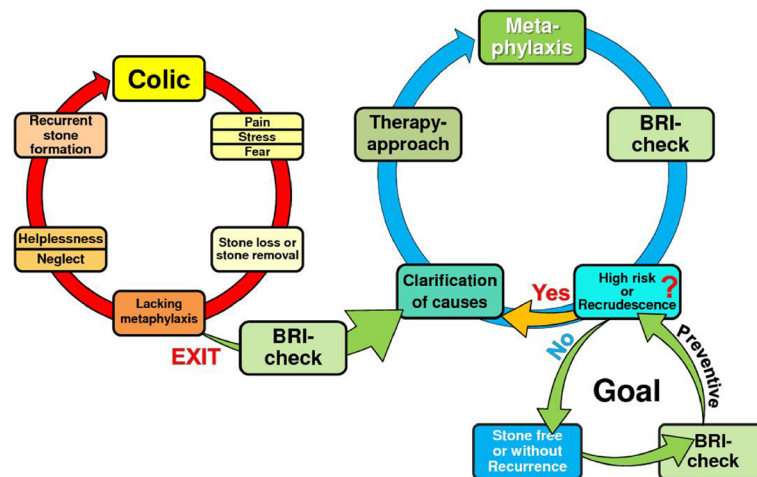 Colic
Pain
Stress
Fear
Stone loss or
stone removal
Lacking
metaphylaxis
Helplessness
Neglect
Recurrent
stone
formation
EXIT
BRI-
check
Clarification
of causes
Therapy-
approach
Meta-
phylaxis
BRI-
check
High risk
or
Recrudescence
?
Yes
No
Goal
Stone free
or without
Recurrence
BRI-
check
Preventive